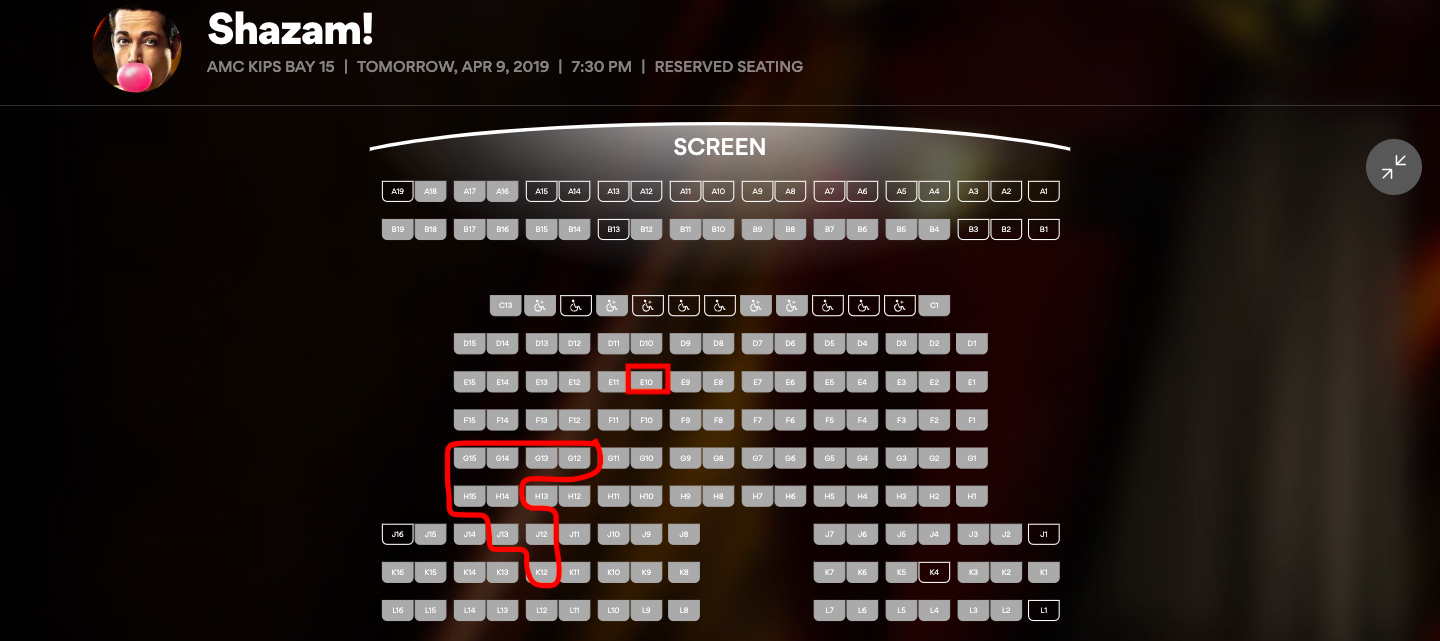 Shazam!
AMC KIPS BAY 15 | TOMORROW, APR 9, 2019 | 7:30 PM | RESERVED SEATING
SCREEN
A19 A18 A17 A16 A15 A14 A13 A12 A11 A10 A9 A8 A7 A6 A5 A4 A3 A2 A1
B19 B18 B17 B16 B15 B14 B13 B12 B11 B10 B9 B8 B7 B6 B5 B4 B3 B2 B1
C13 C1
D15 D14 D13 D12 D11 D10 D9 D8 D7 D6 D5 D4 D3 D2 D1
E15 E14 E13 E12 E11 E10 E9 E8 E7 E6 E5 E4 E3 E2 E1
F15 F14 F13 F12 F11 F10 F9 F8 F7 F6 F5 F4 F3 F2 F1
G15 G14 G13 G12 G11 G10 G9 G8 G7 G6 G5 G4 G3 G2 G1
H15 H14 H13 H12 H11 H10 H9 H8 H7 H6 H5 H4 H3 H2 H1
J16 J15 J14 J13 J12 J11 J10 J9 J8 J7 J6 J5 J4 J3 J2 J1
K16 K15 K14 K13 K12 K11 K10 K9 K8 K7 K6 K5 K4 K3 K2 K1
L16 L15 L14 L13 L12 L11 L10 L9 L8 L7 L6 L5 L4 L3 L2 L1